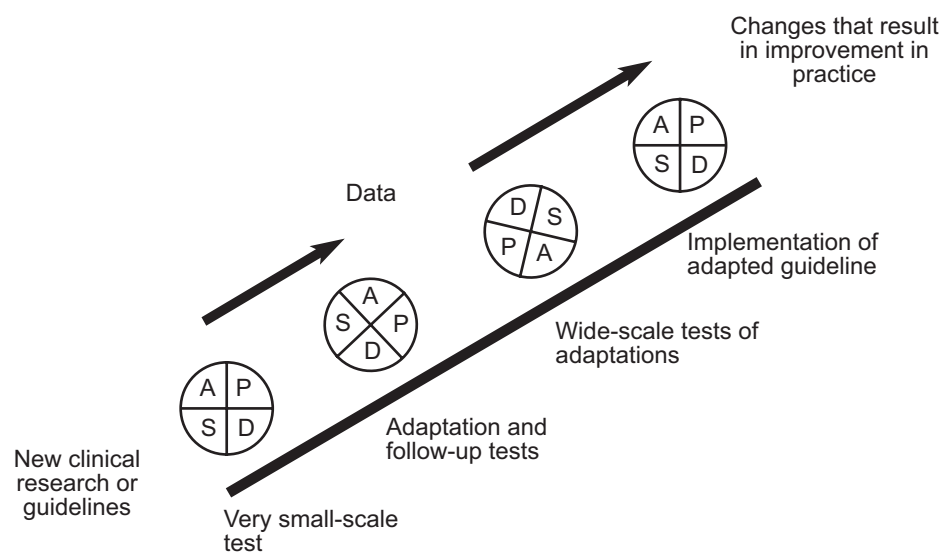 Changes that result
in improvement in
practice
A P
S D
Data
D S
P A
Implementation of
adapted guideline
A
S P
D
Wide-scale tests of
adaptations
A P
S D
Adaptation and
follow-up tests
New clinical
research or
guidelines
Very small-scale
test